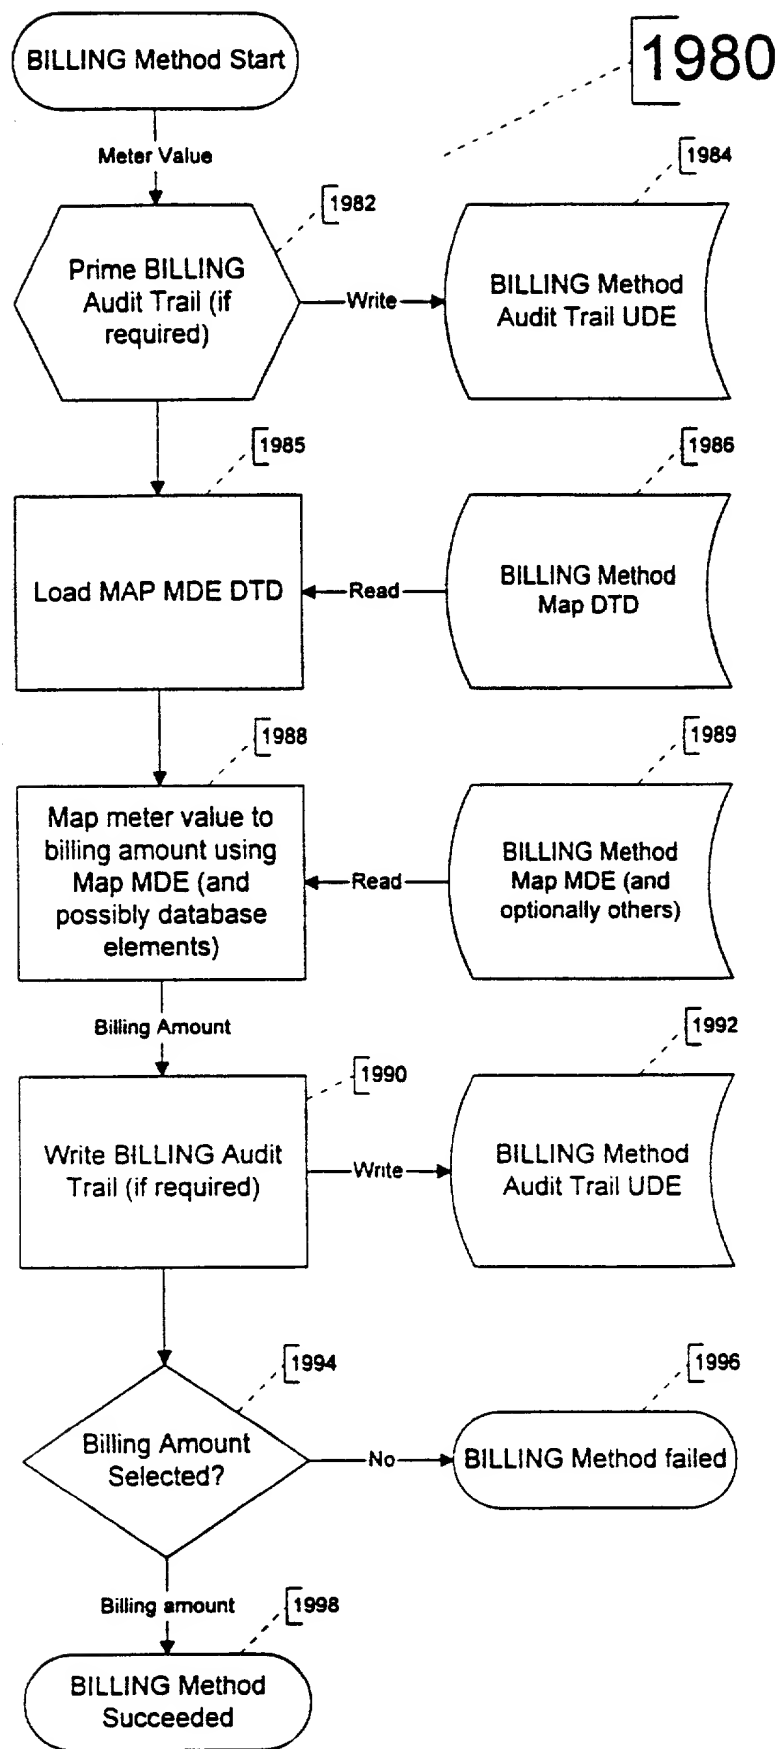 BILLING Method Start
1980
Meter Value
1984
1982
Prime BILLING
Audit Trail (if
required)
Write
BILLING Method
Audit Trail UDE
1985
1986
Load MAP MDE DTD
Read
BILLING Method
Map DTD
1988
1989
Map meter value to
billing amount using
Map MDE (and
possibly database
elements)
Read
BILLING Method
Map MDE (and
optionally others)
Billing Amount
1992
1990
Write BILLING Audit
Trail (if required)
Write
BILLING Method
Audit Trail UDE
1994
1996
Billing Amount
Selected?
No
BILLING Method failed
Billing amount
1998
BILLING Method
Succeeded